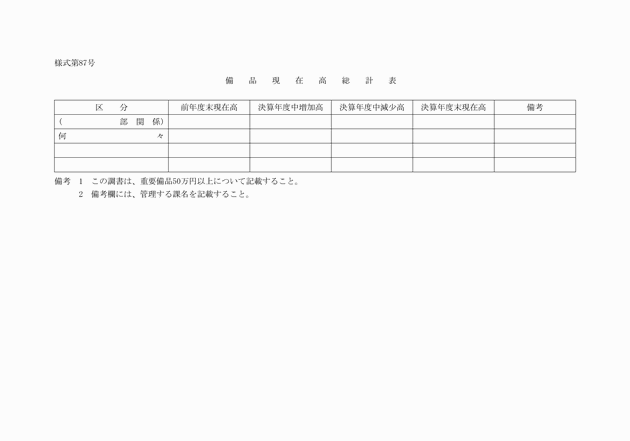 様式第87号
備品現在高総計表
区分 前年度末現在高 決算年度中増加高 決算年度中減少高 決算年度末現在高 備考
( 部関係)
何々
備考 1 この調書は、重要備品50万円以上について記載すること。
2 備考欄には、管理する課名を記載すること。